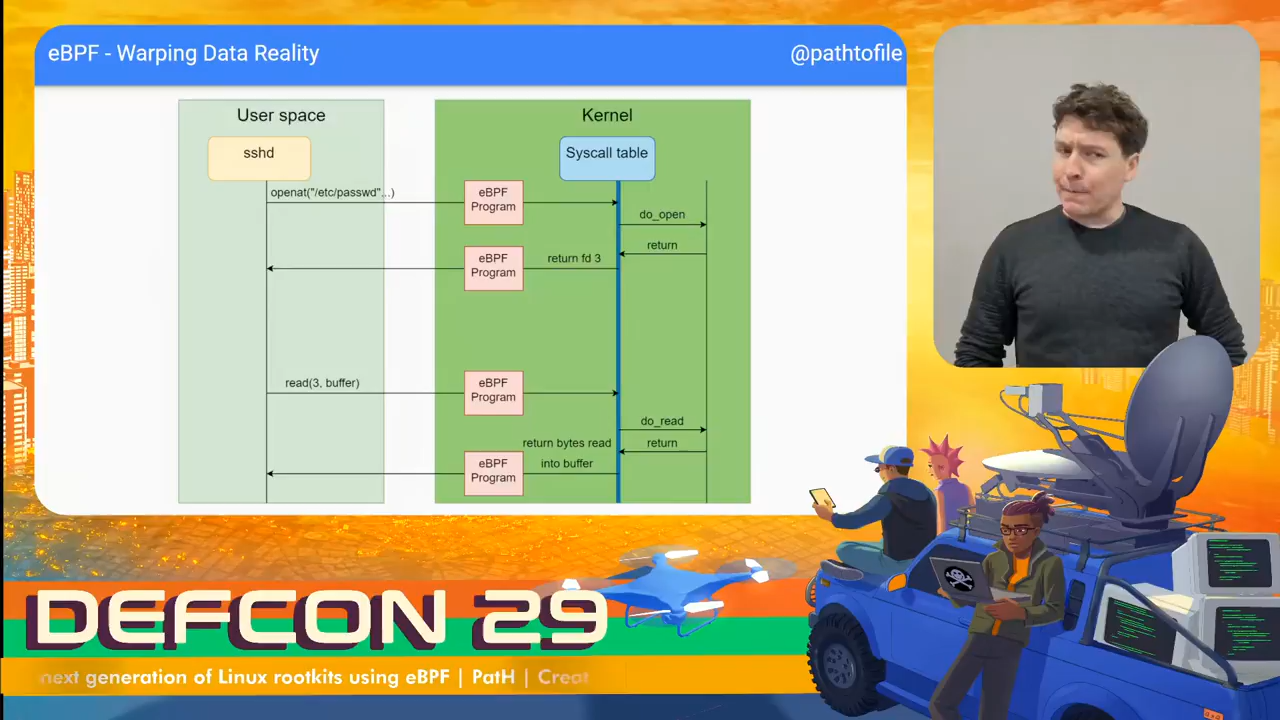 eBPF - Warping Data Reality
@pathtofile
User space
Kernel
sshd
Syscall table
openat("/etc/passwd"...)
eBPF
Program
do_open
return
eBPF
Program
return fd 3
read(3, buffer)
eBPF
Program
do_read
return bytes read
return
into buffer
eBPF
Program
DEFCON 29
next generation of Linux rootkits using eBPF | PatH | Creat